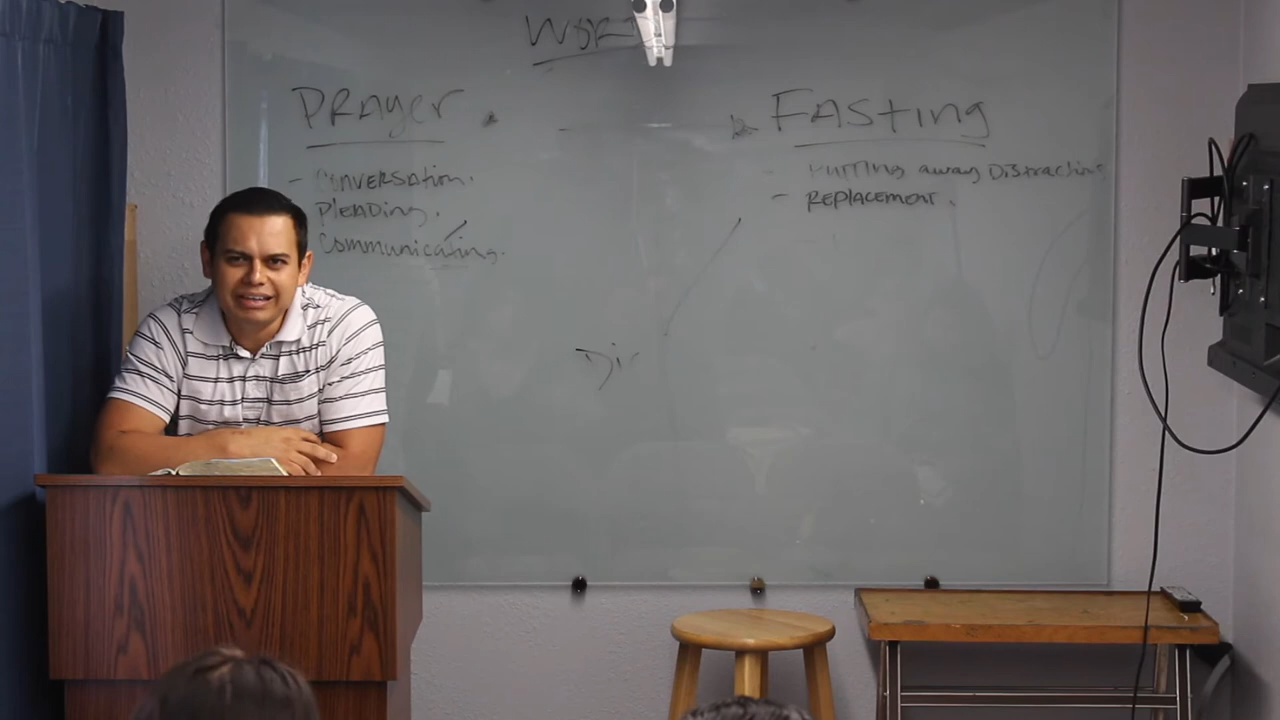 PRAyer
- CONVERSATION.
PLEADING.
Communicating.
FASting
- Putting away Distractions
- REPLACEMENT.